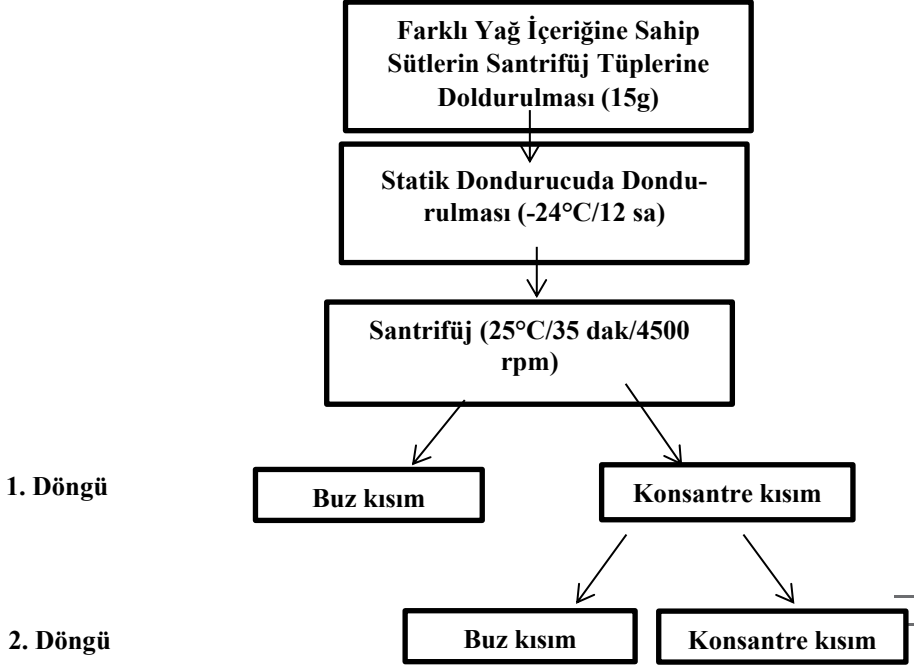 Farklı Yağ İçeriğine Sahip
Sütlerin Santrifüj Tüplerine
Doldurulması (15g)
Statik Dondurucuda Dondu-
rulması (-24°C/12 sa)
Santrifüj (25°C/35 dak/4500
rpm)
1. Döngü
Buz kısım
Konsantre kısım
2. Döngü
Buz kısım
Konsantre kısım